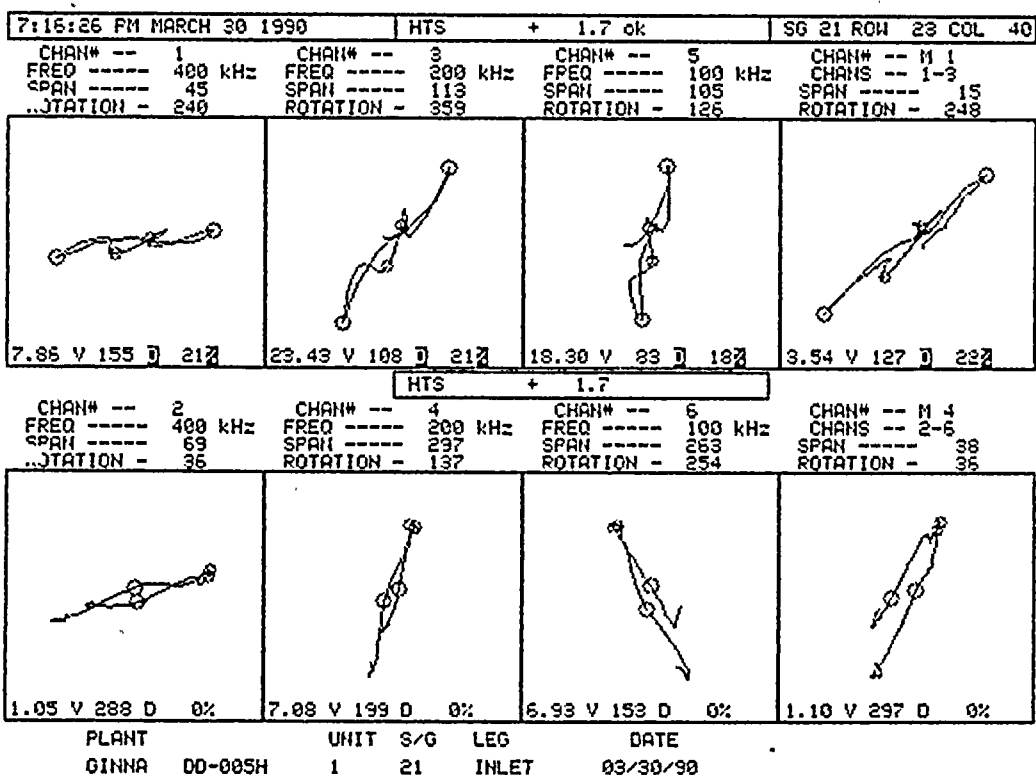 7:16:26 PM MARCH 30 1990 HTS + 1.7 ok SG 21 ROW 23 COL 40
CHAN# -- 1 CHAN# -- 3 CHAN# -- 5 CHAN# -- M 1
FREQ ----- 400 kHz FREQ ----- 200 kHz FREQ ----- 100 kHz CHANS -- 1-3
SPAN ----- 45 SPAN ----- 113 SPAN ----- 105 SPAN ----- 15
..OTATION - 240 ROTATION - 359 ROTATION - 126 ROTATION - 248
7.86 V 155 D 21% 23.43 V 108 D 21% 18.30 V 83 D 18% 3.54 V 127 D 22%
HTS + 1.7
CHAN# -- 2 CHAN# -- 4 CHAN# -- 6 CHAN# -- M 4
FREQ ----- 400 kHz FREQ ----- 200 kHz FREQ ----- 100 kHz CHANS -- 2-6
SPAN ----- 69 SPAN ----- 297 SPAN ----- 263 SPAN ----- 38
..OTATION - 36 ROTATION - 137 ROTATION - 254 ROTATION - 36
1.05 V 288 D 0% 7.08 V 199 D 0% 6.93 V 153 D 0% 1.10 V 297 D 0%
PLANT UNIT S/G LEG DATE
GINNA DD-005H 1 21 INLET 03/30/90